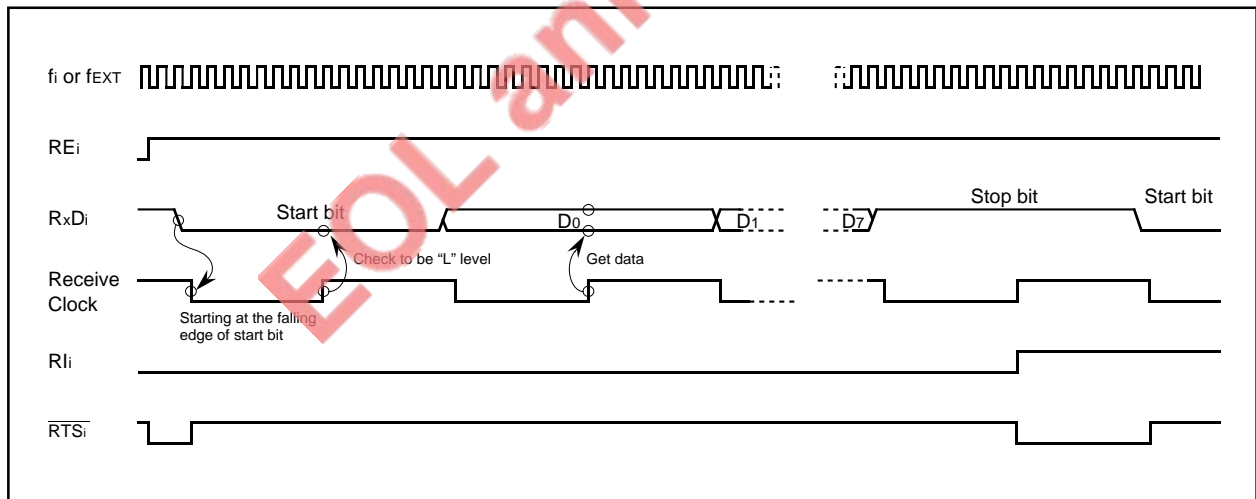 fi or fEXT
REi
RxDi
Start bit
D0
D1
D7
Stop bit
Start bit
Check to be “L” level
Get data
Receive
Clock
Starting at the falling
edge of start bit
RIi
RTSi
EOL ann